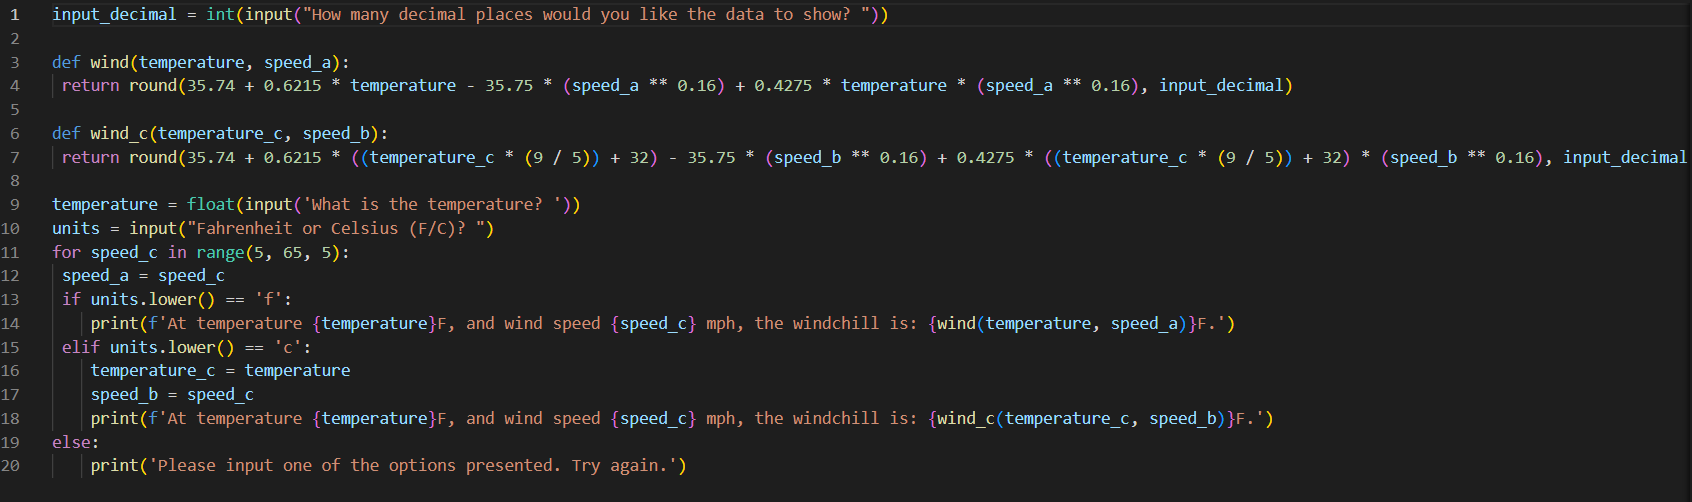 1 input_decimal = int(input("How many decimal places would you like the data to show? "))
2
3 def wind(temperature, speed_a):
4  return round(35.74 + 0.6215 * temperature - 35.75 * (speed_a ** 0.16) + 0.4275 * temperature * (speed_a ** 0.16), input_decimal)
5
6 def wind_c(temperature_c, speed_b):
7  return round(35.74 + 0.6215 * ((temperature_c * (9 / 5)) + 32) - 35.75 * (speed_b ** 0.16) + 0.4275 * ((temperature_c * (9 / 5)) + 32) * (speed_b ** 0.16), input_decimal
8
9 temperature = float(input('What is the temperature? '))
10 units = input("Fahrenheit or Celsius (F/C)? ")
11 for speed_c in range(5, 65, 5):
12  speed_a = speed_c
13  if units.lower() == 'f':
14     print(f'At temperature {temperature}F, and wind speed {speed_c} mph, the windchill is: {wind(temperature, speed_a)}F.')
15  elif units.lower() == 'c':
16     temperature_c = temperature
17     speed_b = speed_c
18     print(f'At temperature {temperature}F, and wind speed {speed_c} mph, the windchill is: {wind_c(temperature_c, speed_b)}F.')
19 else:
20     print('Please input one of the options presented. Try again.')